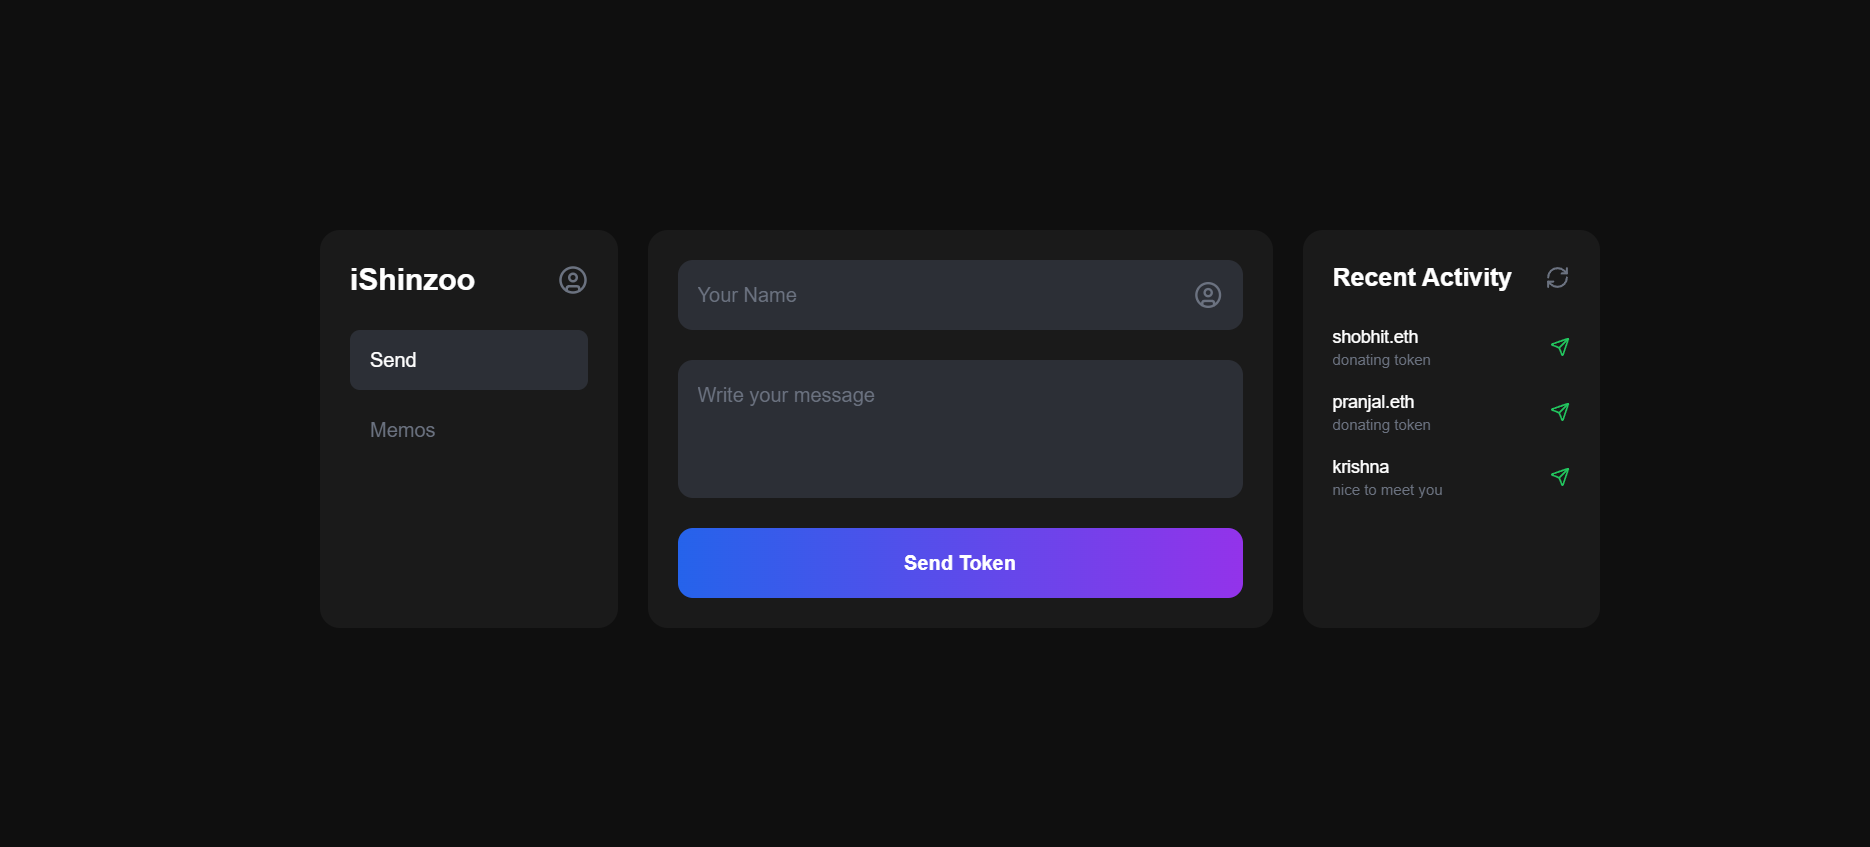 iShinzoo
Send
Memos
Your Name
Write your message
Send Token
Recent Activity
shobhit.eth
donating token
pranjal.eth
donating token
krishna
nice to meet you